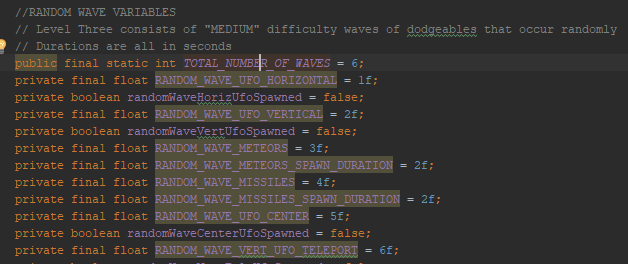 //RANDOM WAVE VARIABLES
// Level Three consists of "MEDIUM" difficulty waves of dodgeables that occur randomly
// Durations are all in seconds
public final static int TOTAL_NUMBER_OF_WAVES = 6;
private final float RANDOM_WAVE_UFO_HORIZONTAL = 1f;
private boolean randomWaveHorizUfoSpawned = false;
private final float RANDOM_WAVE_UFO_VERTICAL = 2f;
private boolean randomWaveVertUfoSpawned = false;
private final float RANDOM_WAVE_METEORS = 3f;
private final float RANDOM_WAVE_METEORS_SPAWN_DURATION = 2f;
private final float RANDOM_WAVE_MISSILES = 4f;
private final float RANDOM_WAVE_MISSILES_SPAWN_DURATION = 2f;
private final float RANDOM_WAVE_UFO_CENTER = 5f;
private boolean randomWaveCenterUfoSpawned = false;
private final float RANDOM_WAVE_VERT_UFO_TELEPORT = 6f;